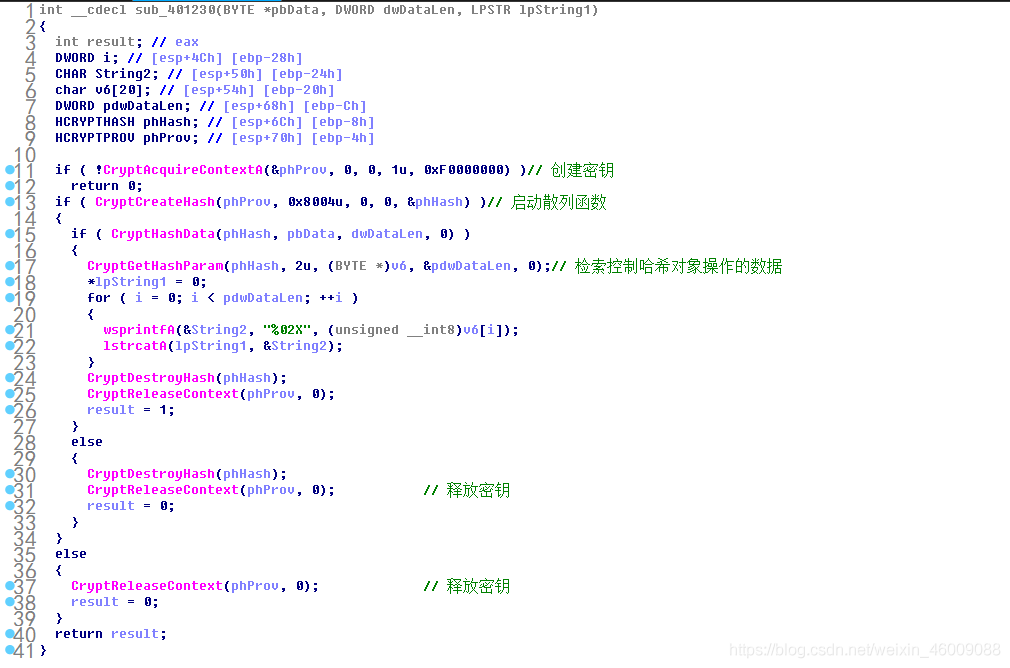 1 int __cdecl sub_401230(BYTE *pbData, DWORD dwDataLen, LPSTR lpString1)
2 {
3 int result; // eax
4 DWORD i; // [esp+4Ch] [ebp-28h]
5 CHAR String2; // [esp+50h] [ebp-24h]
6 char v6[20]; // [esp+54h] [ebp-20h]
7 DWORD pdwDataLen; // [esp+68h] [ebp-Ch]
8 HCRYPTHASH phHash; // [esp+6Ch] [ebp-8h]
9 HCRYPTPROV phProv; // [esp+70h] [ebp-4h]
10
11 if ( !CryptAcquireContextA(&phProv, 0, 0, 1u, 0xF0000000) )// 创建密钥
12 return 0;
13 if ( CryptCreateHash(phProv, 0x8004u, 0, 0, &phHash) )// 启动散列函数
14 {
15 if ( CryptHashData(phHash, pbData, dwDataLen, 0) )
16 {
17 CryptGetHashParam(phHash, 2u, (BYTE *)v6, &pdwDataLen, 0);// 检索控制哈希对象操作的数据
18 *lpString1 = 0;
19 for ( i = 0; i < pdwDataLen; ++i )
20 {
21 wsprintfA(&String2, "%02X", (unsigned __int8)v6[i]);
22 lstrcatA(lpString1, &String2);
23 }
24 CryptDestroyHash(phHash);
25 CryptReleaseContext(phProv, 0);
26 result = 1;
27 }
28 else
29 {
30 CryptDestroyHash(phHash);
31 CryptReleaseContext(phProv, 0); // 释放密钥
32 result = 0;
33 }
34 }
35 else
36 {
37 CryptReleaseContext(phProv, 0); // 释放密钥
38 result = 0;
39 }
40 return result;
41 }
https://blog.csdn.net/weixin_46009088